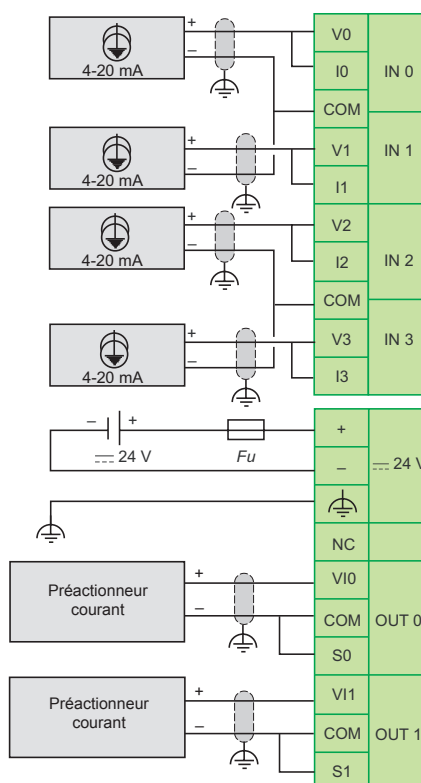 +
V0
–
4-20 mA
I0
IN 0
COM
+
V1
IN 1
–
4-20 mA
I1
+
V2
–
4-20 mA
I2
IN 2
COM
+
V3
IN 3
–
4-20 mA
I3
– +
+
24 V
Fu
–
24 V
NC
+
VI0
Préactionneur
courant
–
COM
OUT 0
S0
+
VI1
Préactionneur
courant
–
COM
OUT 1
S1